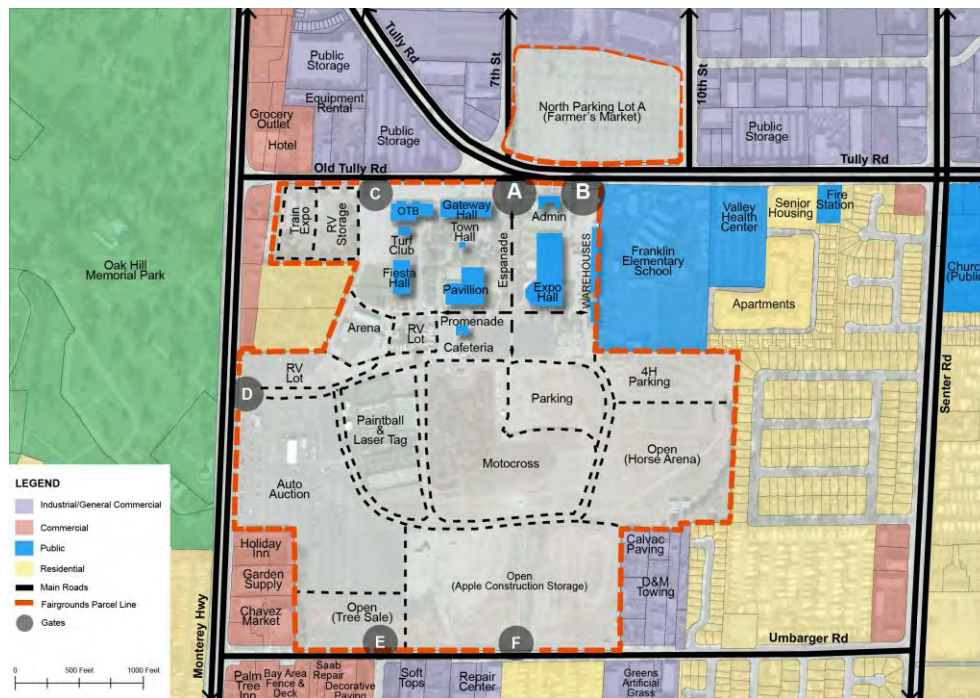 Tully Rd
7th St
10th St
Public
Storage
Equipment
Rental
Public
Storage
Grocery
Outlet
Hotel
North Parking Lot A
(Farmer's Market)
Public
Storage
Old Tully Rd
Tully Rd
C
A
B
Train
Expo
RV
Storage
OTB
Gateway
Hall
Admin
Town
Hall
Turf
Club
Fiesta
Hall
Pavillion
Espanade
Expo
Hall
WAREHOUSES
Franklin
Elementary
School
Valley
Health
Center
Senior
Housing
Fire
Station
Apartments
Church
(Public)
Oak Hill
Memorial Park
Arena
RV
Lot
Promenade
Cafeteria
RV
Lot
D
4H
Parking
Parking
Paintball
&
Laser Tag
Motocross
Open
(Horse Arena)
Senter Rd
Auto
Auction
LEGEND
Industrial/General Commercial
Commercial
Public
Residential
Main Roads
Fairgrounds Parcel Line
Gates
0 500 Feet 1000 Feet
Monterey Hwy
Holiday
Inn
Garden
Supply
Chavez
Market
Open
(Tree Sale)
Open
(Apple Construction Storage)
Calvac
Paving
D&M
Towing
E
F
Umbarger Rd
Palm
Tree
Inn
Bay Area
Fence &
Deck
Saab
Repair
Decorative
Paving
Soft
Tops
Repair
Center
Greens
Artificial
Grass